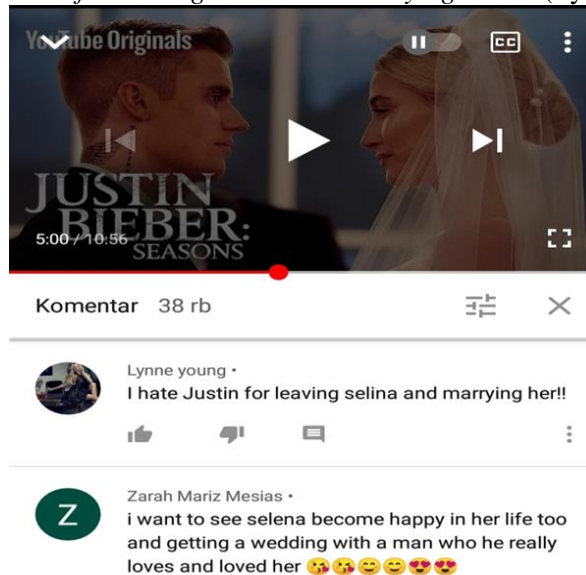 YouTube Originals
CC
JUSTIN
BIEBER:
SEASONS
5:00 / 10:56
Komentar 38 rb
Lynne young •
I hate Justin for leaving selina and marrying her!!
Z
Zarah Mariz Mesias •
i want to see selena become happy in her life too
and getting a wedding with a man who he really
loves and loved her 😘😘😊😊😍😍